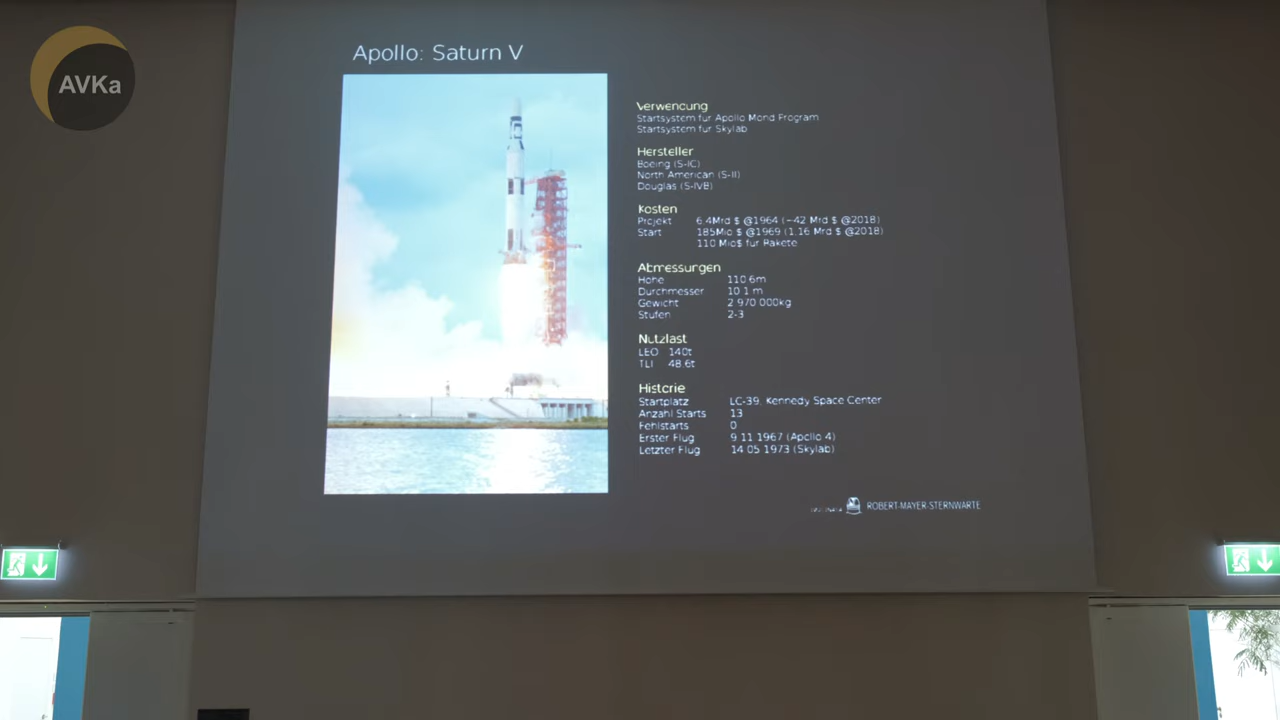 AVKa
Apollo: Saturn V
Verwendung
Startsystem für Apollo Mond Program
Startsystem für Skylab
Hersteller
Boeing (S-IC)
North American (S-II)
Douglas (S-IVB)
Kosten
Projekt 6.4Mrd $ @1964 (~42 Mrd $ @2018)
Start 185Mio $ @1969 (1.16 Mrd $ @2018)
110 Mio$ für Rakete
Abmessungen
Höhe 110.6m
Durchmesser 10.1 m
Gewicht 2 970 000kg
Stufen 2-3
Nutzlast
LEO 140t
TLI 48.6t
Historie
Startplatz LC-39, Kennedy Space Center
Anzahl Starts 13
Fehlstarts 0
Erster Flug 9.11.1967 (Apollo 4)
Letzter Flug 14.05.1973 (Skylab)
ROBERT-MAYER-STERNWARTE